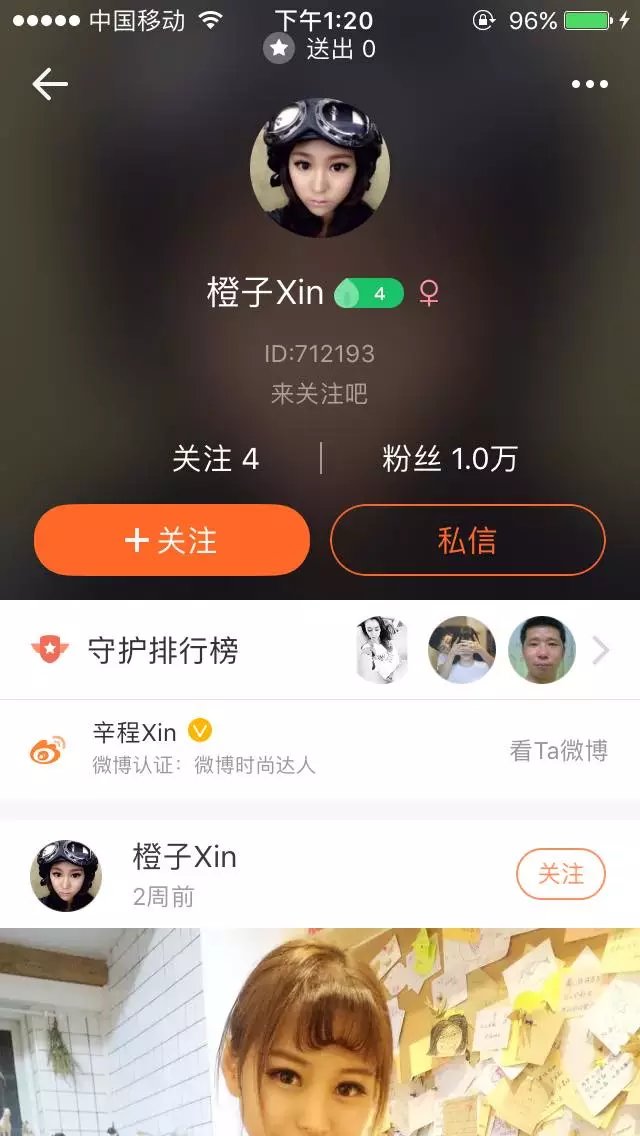 中国移动 下午1:20 96%
送出 0
橙子Xin 4 ♀
ID:712193
来关注吧
关注 4 | 粉丝 1.0万
+关注 私信
守护排行榜
辛程Xin
微博认证：微博时尚达人 看Ta微博
橙子Xin
2周前 关注